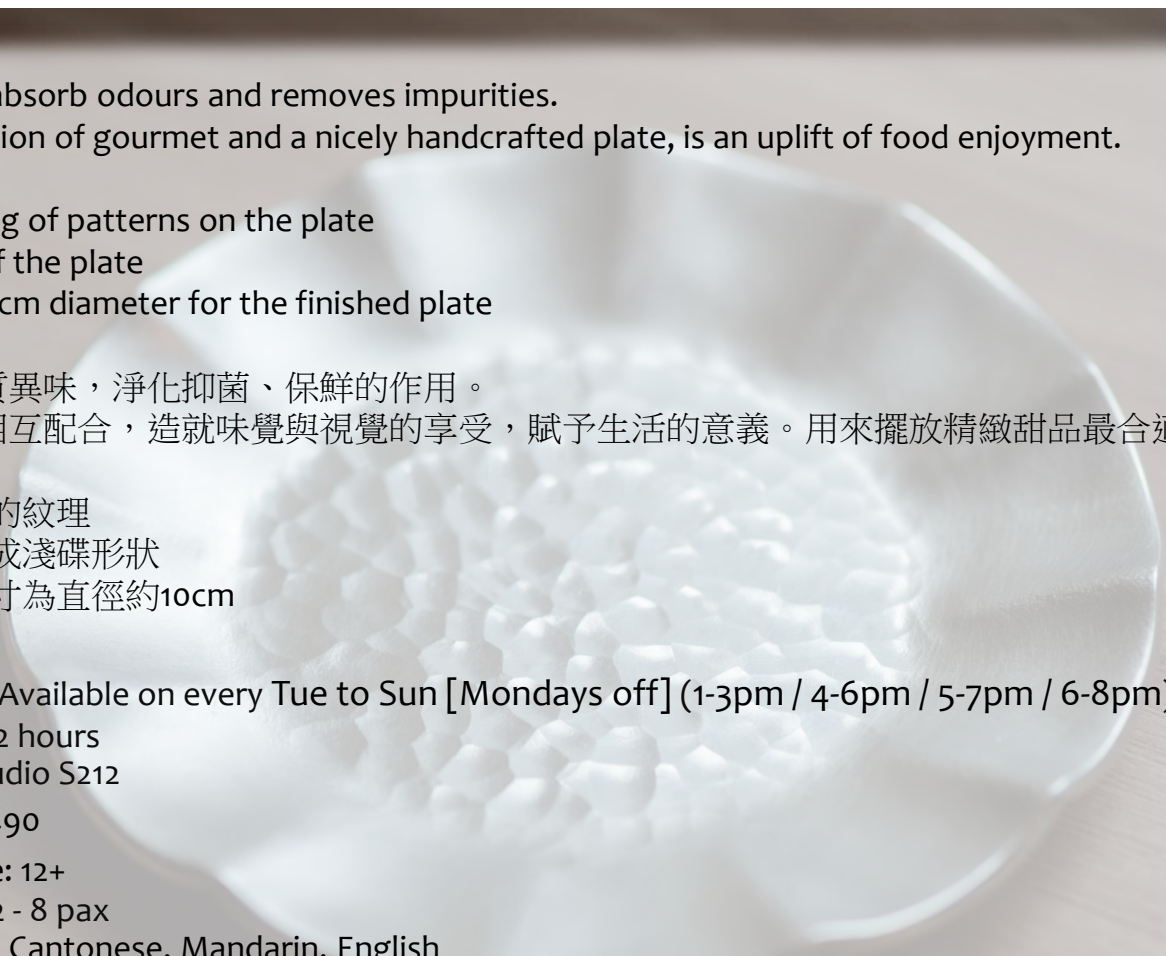 absorb odours and removes impurities.
ion of gourmet and a nicely handcrafted plate, is an uplift of food enjoyment.
g of patterns on the plate
f the plate
cm diameter for the finished plate
異味,淨化抑菌、保鮮的作用。
互配合,造就味覺與視覺的享受,賦予生活的意義。用來擺放精緻甜品最合適
的紋理
成淺碟形狀
寸為直徑約10cm
Available on every Tue to Sun [Mondays off] (1-3pm / 4-6pm / 5-7pm / 6-8pm)
2 hours
dio S212
90
: 12+
2 - 8 pax
Cantonese, Mandarin, English